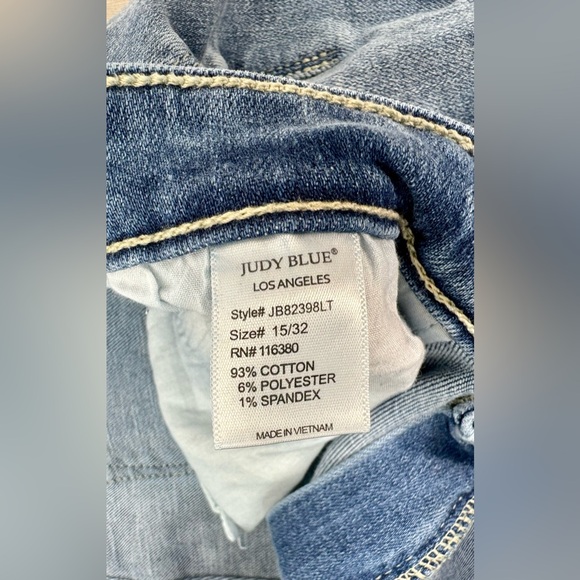 JUDY BLUE®
LOS ANGELES
Style# JB82398LT
Size# 15/32
RN# 116380
93% COTTON
6% POLYESTER
1% SPANDEX
MADE IN VIETNAM